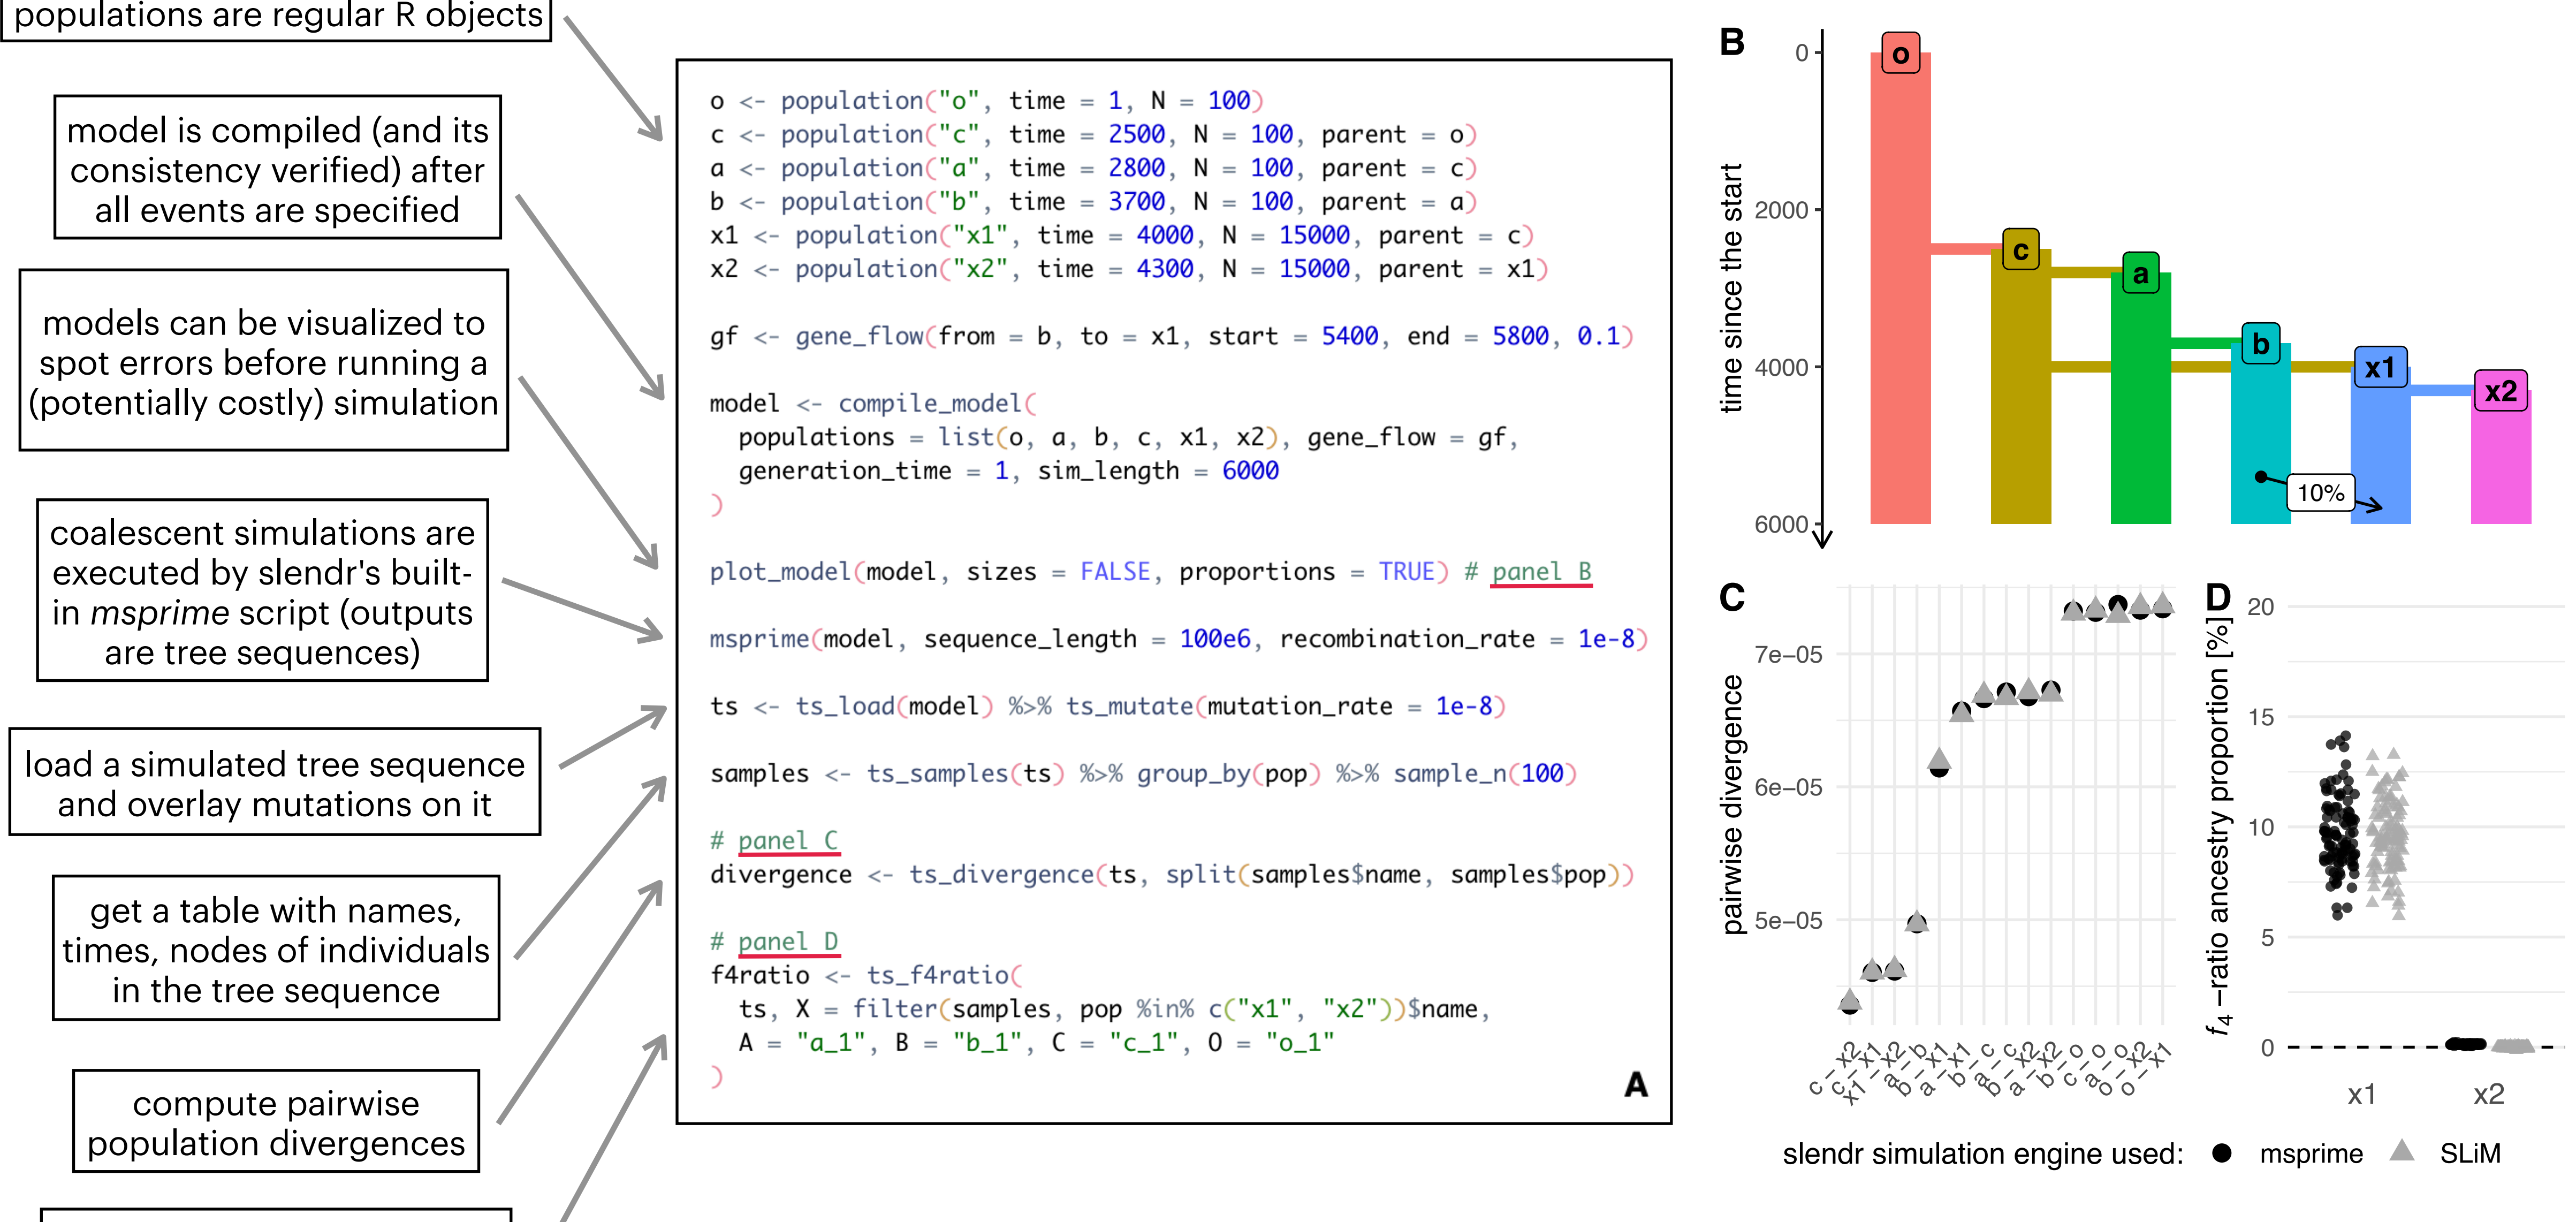 populations are regular R objects
model is compiled (and its
consistency verified) after
all events are specified
models can be visualized to
spot errors before running a
(potentially costly) simulation
coalescent simulations are
executed by slendr's built-
in msprime script (outputs
are tree sequences)
load a simulated tree sequence
and overlay mutations on it
get a table with names,
times, nodes of individuals
in the tree sequence
compute pairwise
population divergences
o <- population("o", time = 1, N = 100)
c <- population("c", time = 2500, N = 100, parent = o)
a <- population("a", time = 2800, N = 100, parent = c)
b <- population("b", time = 3700, N = 100, parent = a)
x1 <- population("x1", time = 4000, N = 15000, parent = c)
x2 <- population("x2", time = 4300, N = 15000, parent = x1)
gf <- gene_flow(from = b, to = x1, start = 5400, end = 5800, 0.1)
model <- compile_model(
populations = list(o, a, b, c, x1, x2), gene_flow = gf,
generation_time = 1, sim_length = 6000
)
plot_model(model, sizes = FALSE, proportions = TRUE) # panel B
msprime(model, sequence_length = 100e6, recombination_rate = 1e-8)
ts <- ts_load(model) %>% ts_mutate(mutation_rate = 1e-8)
samples <- ts_samples(ts) %>% group_by(pop) %>% sample_n(100)
# panel C
divergence <- ts_divergence(ts, split(samples$name, samples$pop))
# panel D
f4ratio <- ts_f4ratio(
ts, X = filter(samples, pop %in% c("x1", "x2"))$name,
A = "a_1", B = "b_1", C = "c_1", O = "o_1"
)
A
B
time since the start
0
2000
4000
6000
o
c
a
b
x1
x2
10%
C
pairwise divergence
7e−05
6e−05
5e−05
c − x2
c − x1
x1 − x2
a − b
b − x1
a − x1
b − c
a − c
b − x2
a − x2
b − o
c − o
a − o
o − x2
o − x1
D
f4 −ratio ancestry proportion [%]
20
15
10
5
0
x1
x2
slendr simulation engine used:
msprime
SLiM